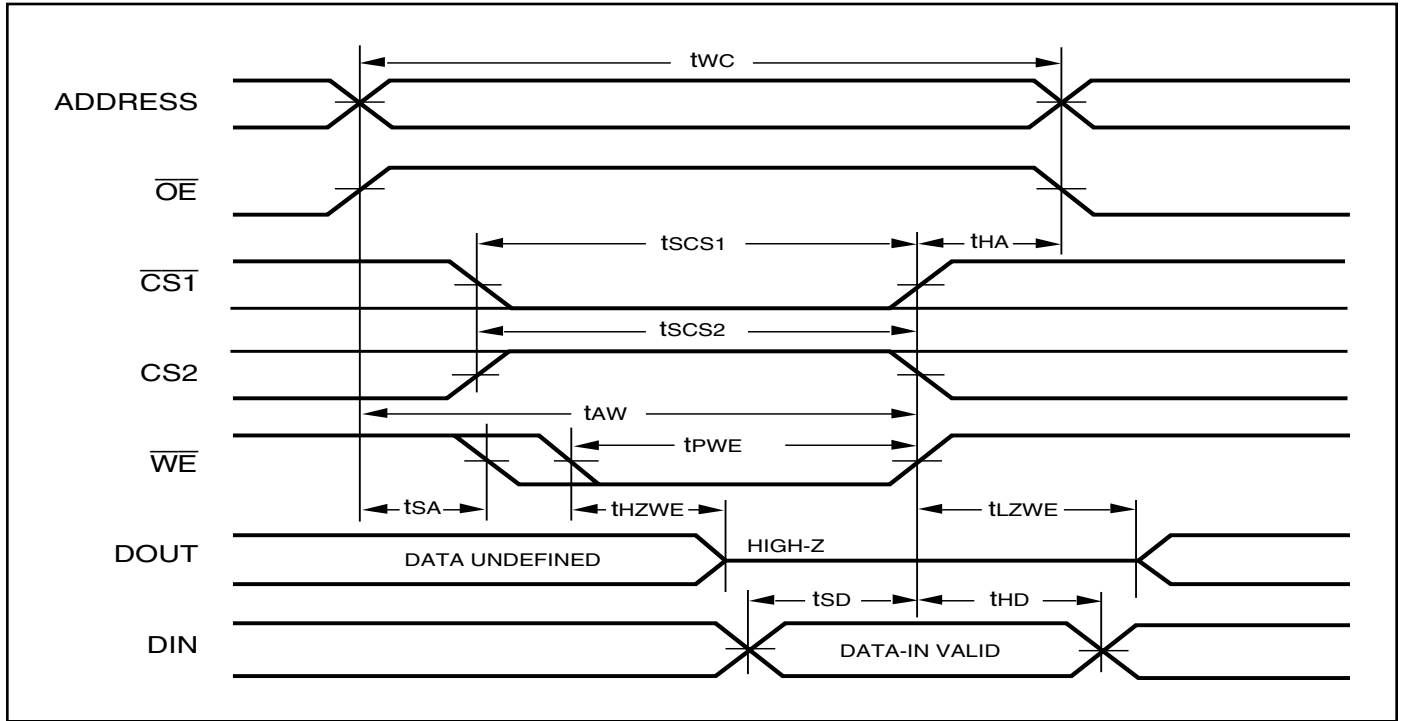 tWC
ADDRESS
OE
tSCS1
tHA
CS1
tSCS2
CS2
tAW
tPWE
WE
tSA
tHZWE
tLZWE
DOUT
DATA UNDEFINED
HIGH-Z
tSD
tHD
DIN
DATA-IN VALID